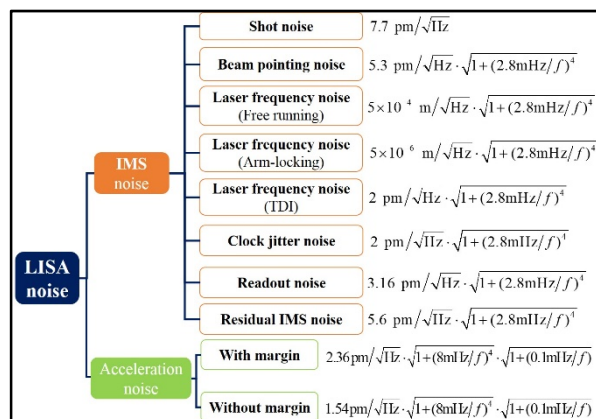 Shot noise
7.7 pm/√Hz
Beam pointing noise
5.3 pm/√Hz · √1+(2.8mHz/f)⁴
Laser frequency noise
(Free running)
5×10⁻⁴ m/√Hz · √1+(2.8mHz/f)⁴
Laser frequency noise
(Arm-locking)
5×10⁻⁶ m/√Hz · √1+(2.8mHz/f)⁴
Laser frequency noise
(TDI)
2 pm/√Hz · √1+(2.8mHz/f)⁴
Clock jitter noise
2 pm/√Hz · √1+(2.8mHz/f)⁴
Readout noise
3.16 pm/√Hz · √1+(2.8mHz/f)⁴
Residual IMS noise
5.6 pm/√Hz · √1+(2.8mHz/f)⁴
IMS
noise
LISA
noise
Acceleration
noise
With margin
2.36pm/√Hz · √1+(8mHz/f)⁴ · √1+(0.1mHz/f)
Without margin
1.54pm/√Hz · √1+(8mHz/f)⁴ · √1+(0.1mHz/f)